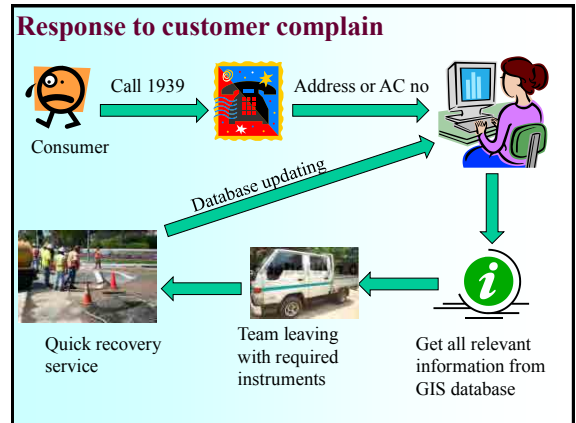 Response to customer complain
Call 1939
Address or AC no
Consumer
Database updating
Quick recovery
service
Team leaving
with required
instruments
Get all relevant
information from
GIS database